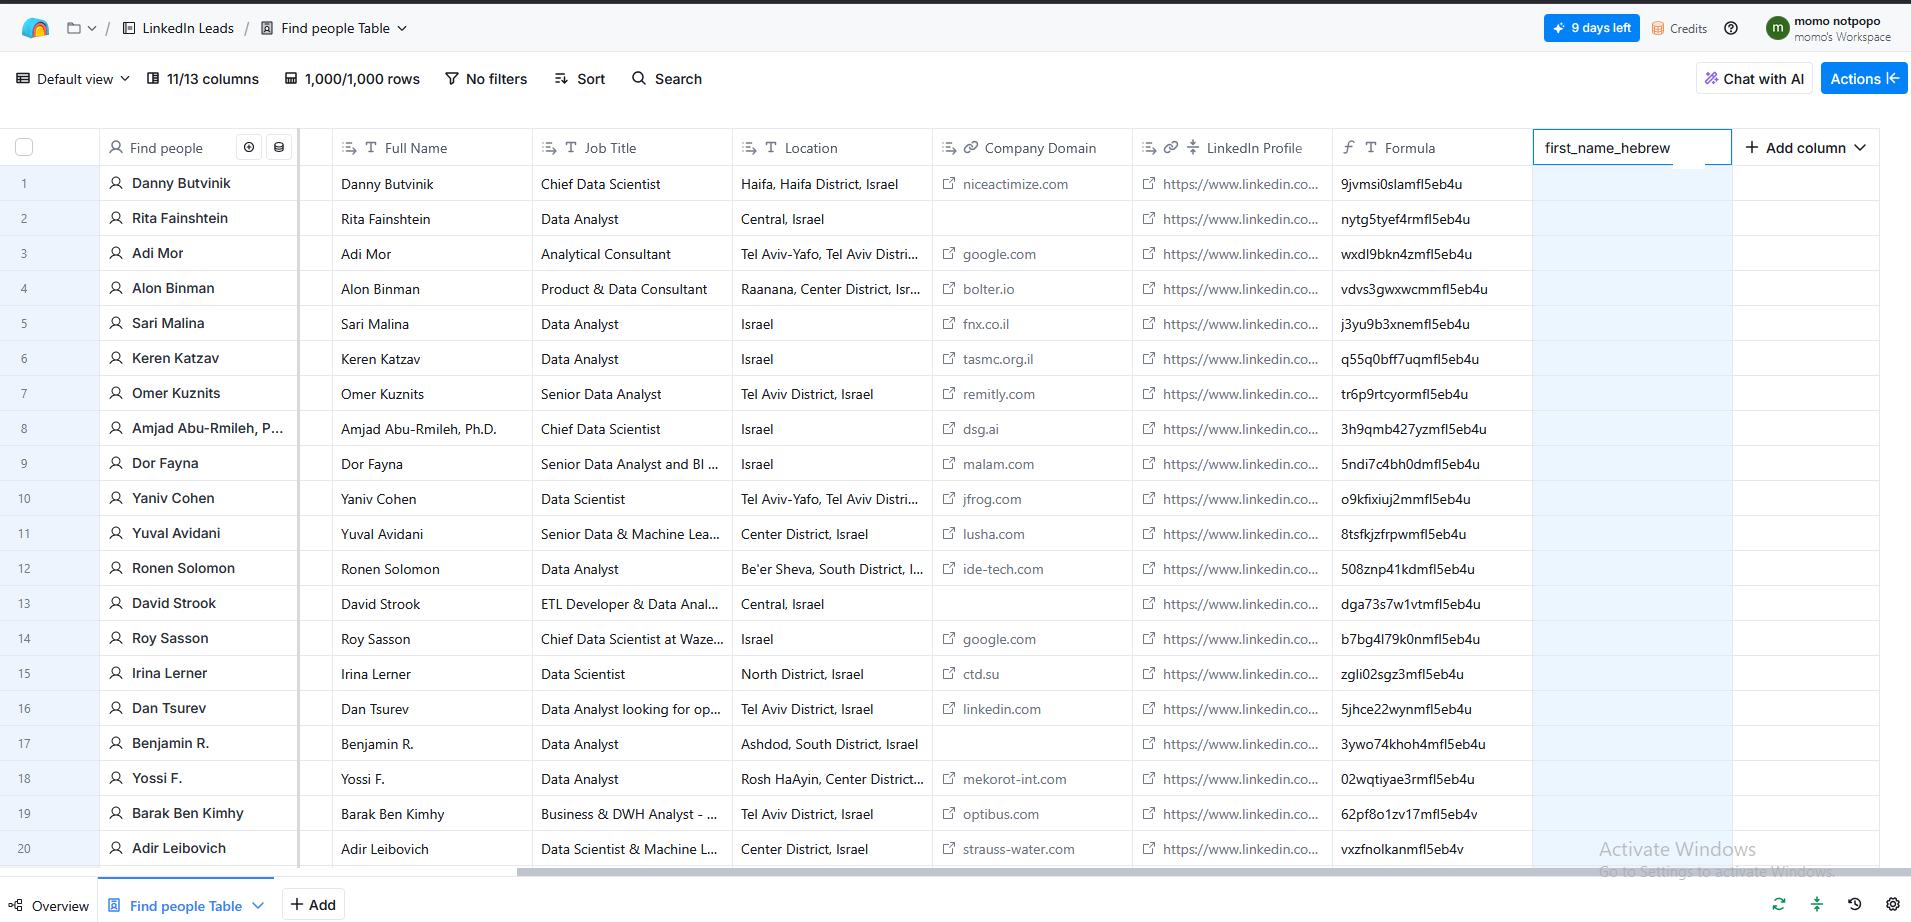 LinkedIn Leads / Find people Table
9 days left
Credits
m
momo notpopo
momo's Workspace
Default view 11/13 columns 1,000/1,000 rows No filters Sort Search
Chat with AI Actions
Find people Full Name Job Title Location Company Domain LinkedIn Profile Formula first_name_hebrew + Add column
1 Danny Butvinik Danny Butvinik Chief Data Scientist Haifa, Haifa District, Israel niceactimize.com https://www.linkedin.co... 9jvmsi0slamfl5eb4u
2 Rita Fainshtein Rita Fainshtein Data Analyst Central, Israel https://www.linkedin.co... nytg5tyef4rmfl5eb4u
3 Adi Mor Adi Mor Analytical Consultant Tel Aviv-Yafo, Tel Aviv Distri... google.com https://www.linkedin.co... wxdl9bkn4zmfl5eb4u
4 Alon Binman Alon Binman Product & Data Consultant Raanana, Center District, Isr... bolter.io https://www.linkedin.co... vdvs3gwxwcmmfl5eb4u
5 Sari Malina Sari Malina Data Analyst Israel fnx.co.il https://www.linkedin.co... j3yu9b3xnemfl5eb4u
6 Keren Katzav Keren Katzav Data Analyst Israel tasmc.org.il https://www.linkedin.co... q55q0bff7uqmfl5eb4u
7 Omer Kuznits Omer Kuznits Senior Data Analyst Tel Aviv District, Israel remitly.com https://www.linkedin.co... tr6p9rtcyormfl5eb4u
8 Amjad Abu-Rmileh, P... Amjad Abu-Rmileh, Ph.D. Chief Data Scientist Israel dsg.ai https://www.linkedin.co... 3h9qmb427yzmfl5eb4u
9 Dor Fayna Dor Fayna Senior Data Analyst and BI ... Israel malam.com https://www.linkedin.co... 5ndi7c4bh0dmfl5eb4u
10 Yaniv Cohen Yaniv Cohen Data Scientist Tel Aviv-Yafo, Tel Aviv Distri... jfrog.com https://www.linkedin.co... o9kfixiuj2mmfl5eb4u
11 Yuval Avidani Yuval Avidani Senior Data & Machine Lea... Center District, Israel lusha.com https://www.linkedin.co... 8tsfkjzfrpwmfl5eb4u
12 Ronen Solomon Ronen Solomon Data Analyst Be'er Sheva, South District, I... ide-tech.com https://www.linkedin.co... 508znp41kdmfl5eb4u
13 David Strook David Strook ETL Developer & Data Anal... Central, Israel https://www.linkedin.co... dga73s7w1vtmfl5eb4u
14 Roy Sasson Roy Sasson Chief Data Scientist at Waze... Israel google.com https://www.linkedin.co... b7bg4l79k0nmfl5eb4u
15 Irina Lerner Irina Lerner Data Scientist North District, Israel ctd.su https://www.linkedin.co... zgli02sgz3mfl5eb4u
16 Dan Tsurev Dan Tsurev Data Analyst looking for op... Tel Aviv District, Israel linkedin.com https://www.linkedin.co... 5jhce22wynmfl5eb4u
17 Benjamin R. Benjamin R. Data Analyst Ashdod, South District, Israel https://www.linkedin.co... 3ywo74khoh4mfl5eb4u
18 Yossi F. Yossi F. Data Analyst Rosh HaAyin, Center District... mekorot-int.com https://www.linkedin.co... 02wqtiyae3rmfl5eb4u
19 Barak Ben Kimhy Barak Ben Kimhy Business & DWH Analyst - ... Tel Aviv District, Israel optibus.com https://www.linkedin.co... 62pf8o1zv17mfl5eb4v
20 Adir Leibovich Adir Leibovich Data Scientist & Machine L... Center District, Israel strauss-water.com https://www.linkedin.co... vxzfnolkanmfl5eb4v
Activate Windows
Go to Settings to activate Windows.
Overview Find people Table + Add